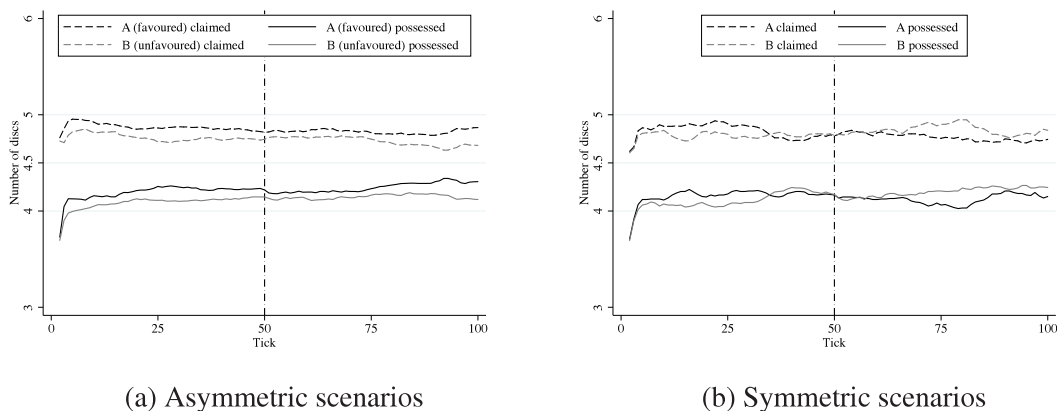 A (favoured) claimed A (favoured) possessed
B (unfavoured) claimed B (unfavoured) possessed
Number of discs
6
5
4.5
4
3
0 25 50 75 100
Tick
(a) Asymmetric scenarios
A claimed A possessed
B claimed B possessed
Number of discs
6
5
4.5
4
3
0 25 50 75 100
Tick
(b) Symmetric scenarios